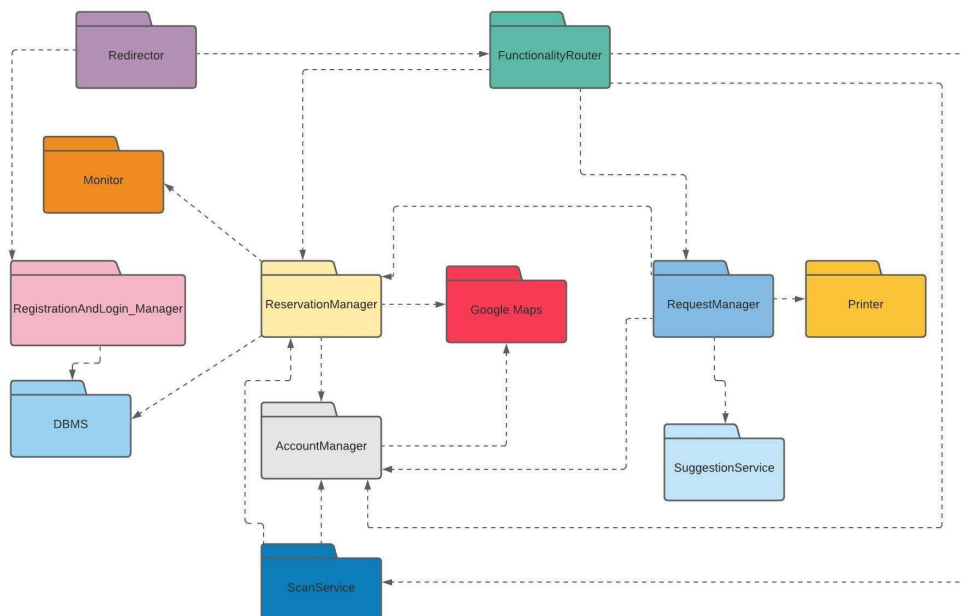 Redirector
FunctionalityRouter
Monitor
RegistrationAndLogin_Manager
ReservationManager
Google Maps
RequestManager
Printer
DBMS
AccountManager
SuggestionService
ScanService